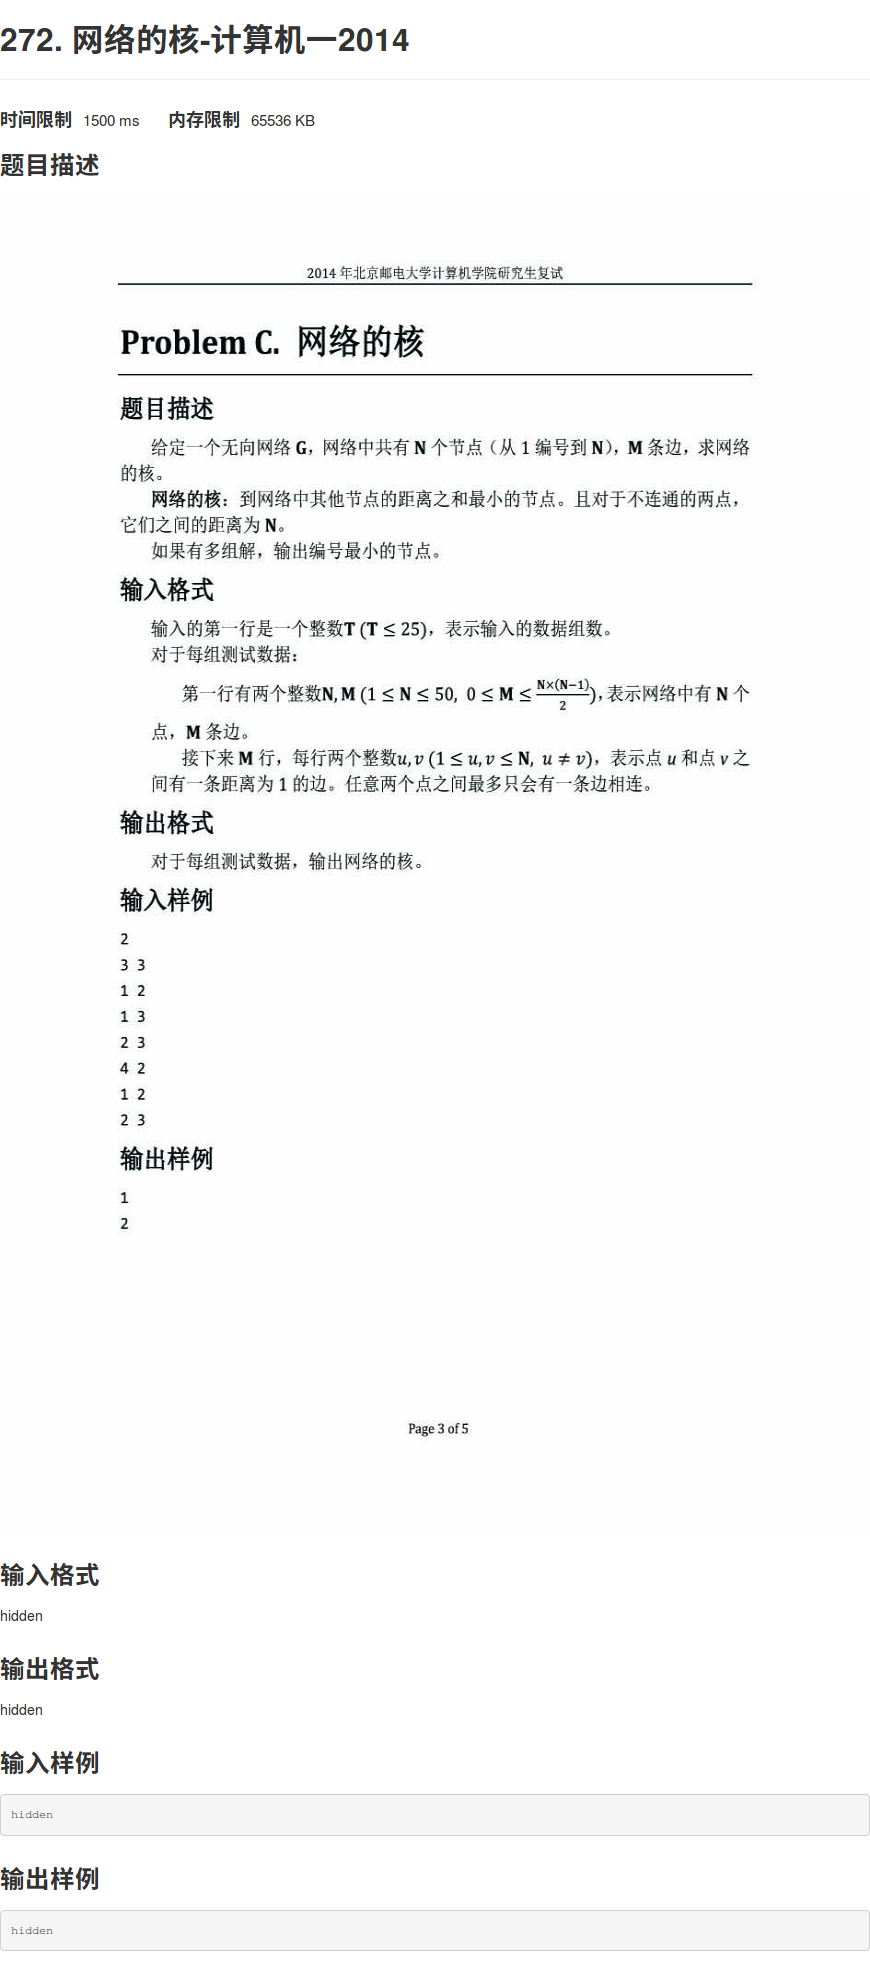 272. 网络的核-计算机一2014
时间限制 1500 ms 内存限制 65536 KB
题目描述
2014 年北京邮电大学计算机学院研究生复试
Problem C. 网络的核
题目描述
给定一个无向网络 G，网络中共有 N 个节点（从 1 编号到 N），M 条边，求网络
的核。
网络的核：到网络中其他节点的距离之和最小的节点。且对于不连通的两点，
它们之间的距离为 N。
如果有多组解，输出编号最小的节点。
输入格式
输入的第一行是一个整数T (T ≤ 25)，表示输入的数据组数。
对于每组测试数据：
第一行有两个整数N, M (1 ≤ N ≤ 50, 0 ≤ M ≤ N×(N−1)/2)，表示网络中有 N 个
点，M 条边。
接下来 M 行，每行两个整数u, v (1 ≤ u, v ≤ N, u ≠ v)，表示点 u 和点 v 之
间有一条距离为 1 的边。任意两个点之间最多只会有一条边相连。
输出格式
对于每组测试数据，输出网络的核。
输入样例
2
3 3
1 2
1 3
2 3
4 2
1 2
2 3
输出样例
1
2
Page 3 of 5
输入格式
hidden
输出格式
hidden
输入样例
hidden
输出样例
hidden